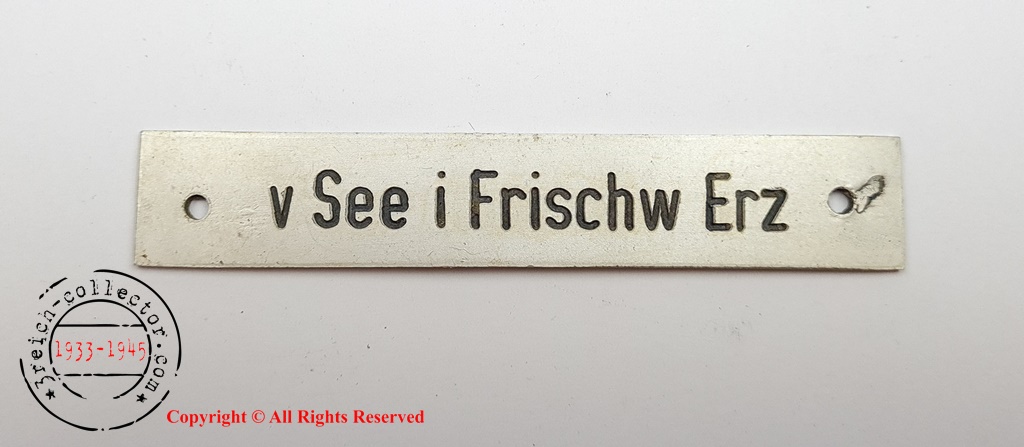 v See i Frischw Erz
3reich-collector.com
1933-1945
Copyright © All Rights Reserved